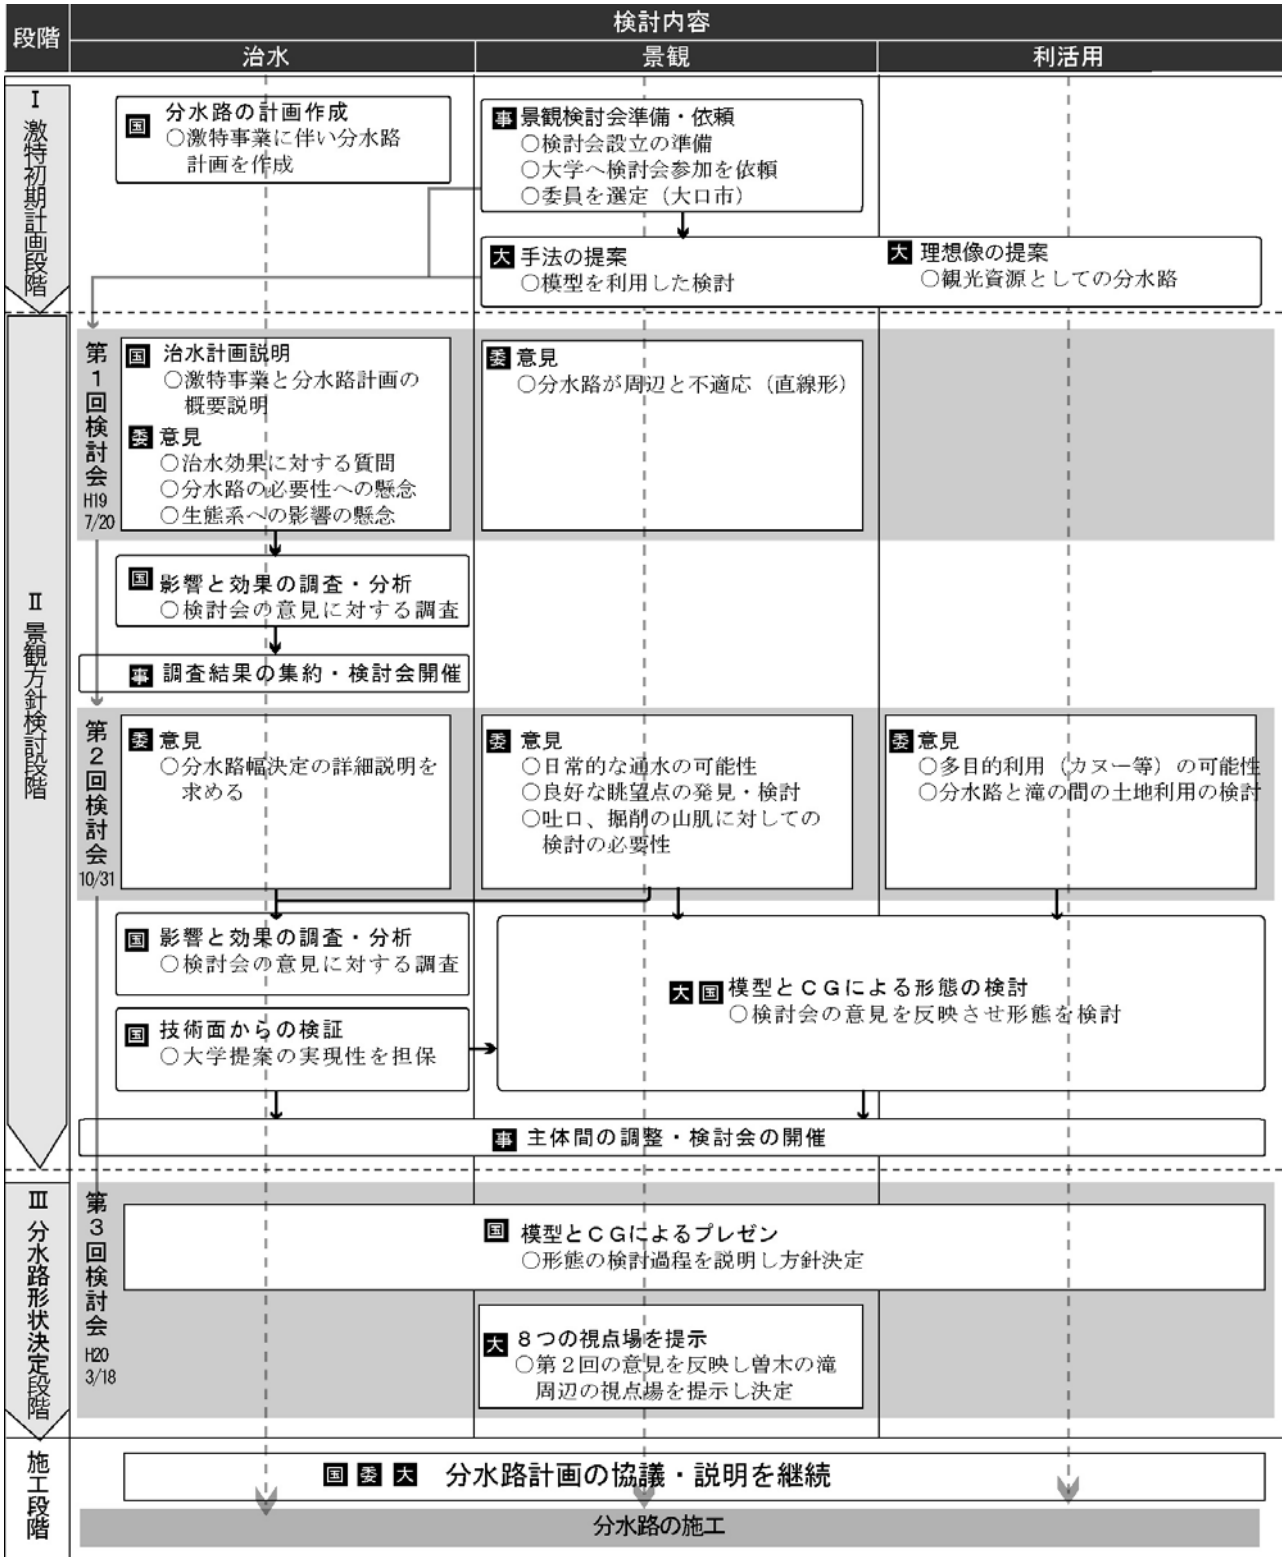 段階
検討内容
治水
景観
利活用
Ⅰ 激特初期計画段階
国 分水路の計画作成
○激特事業に伴い分水路
計画を作成
事 景観検討会準備・依頼
○検討会設立の準備
○大学へ検討会参加を依頼
○委員を選定（大口市）
大 手法の提案
○模型を利用した検討
大 理想像の提案
○観光資源としての分水路
Ⅱ 景観方針検討段階
第1回検討会
H19
7/20
国 治水計画説明
○激特事業と分水路計画の
概要説明
委 意見
○治水効果に対する質問
○分水路の必要性への懸念
○生態系への影響の懸念
委 意見
○分水路が周辺と不適応（直線形）
国 影響と効果の調査・分析
○検討会の意見に対する調査
事 調査結果の集約・検討会開催
第2回検討会
10/31
委 意見
○分水路幅決定の詳細説明を
求める
委 意見
○日常的な通水の可能性
○良好な眺望点の発見・検討
○吐口、掘削の山肌に対しての
検討の必要性
委 意見
○多目的利用（カヌー等）の可能性
○分水路と滝の間の土地利用の検討
国 影響と効果の調査・分析
○検討会の意見に対する調査
国 技術面からの検証
○大学提案の実現性を担保
大 国 模型とCGによる形態の検討
○検討会の意見を反映させ形態を検討
事 主体間の調整・検討会の開催
Ⅲ 分水路形状決定段階
第3回検討会
H20
3/18
国 模型とCGによるプレゼン
○形態の検討過程を説明し方針決定
大 8つの視点場を提示
○第2回の意見を反映し曽木の滝
周辺の視点場を提示し決定
施工段階
国 委 大 分水路計画の協議・説明を継続
分水路の施工